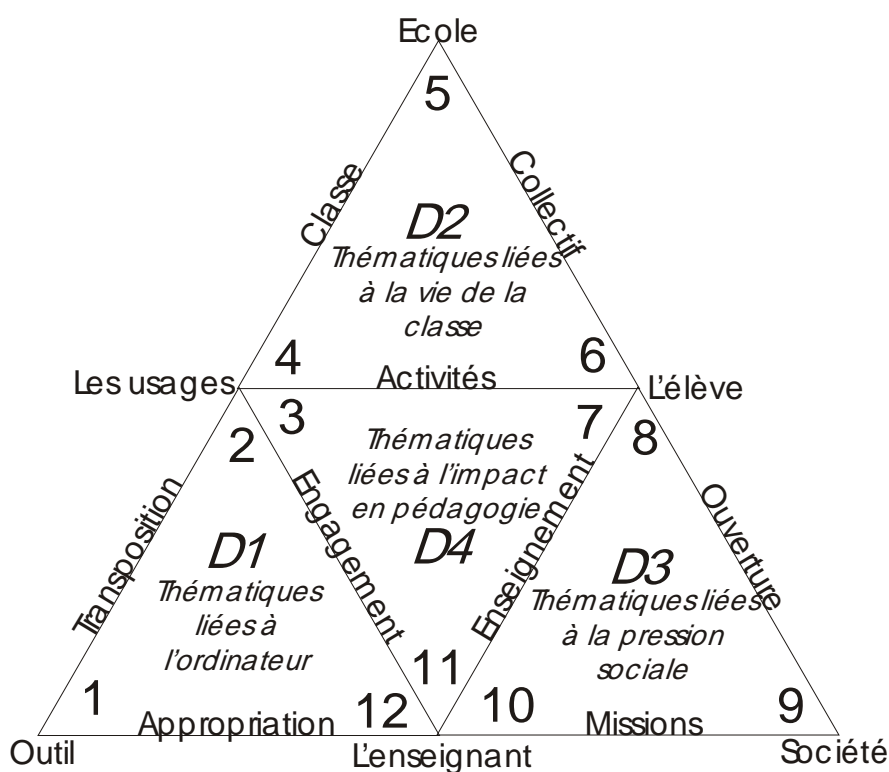 Ecole
5
Classe
Collectif
D2
Thématiques liées
à la vie de la
classe
4
6
Les usages
Activités
L'élève
3
7
2
8
Thématiques
liées à l'impact
en pédagogie
D4
Transposition
Engagement
Enseignement
Ouverture
D1
Thématiques
liées à
l'ordinateur
D3
Thématiques liées
à la pression
sociale
11
1
12
10
9
Appropriation
Missions
Outil
L'enseignant
Société